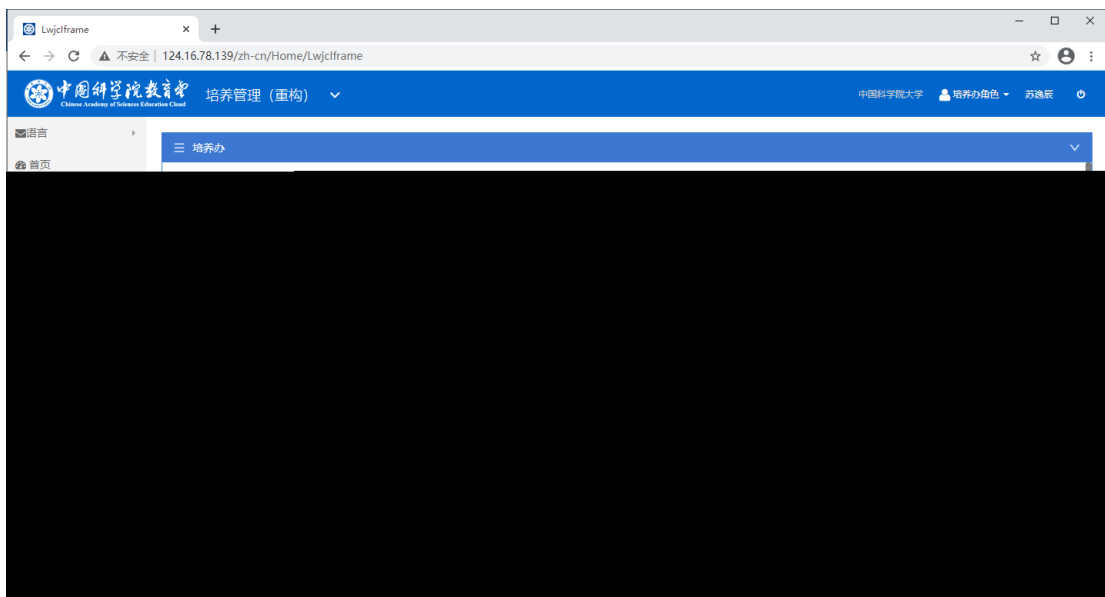 LwjcIframe
不安全 | 124.16.78.139/zh-cn/Home/LwjcIframe
中国科学院教育云
Chinese Academy of Sciences Education Cloud
培养管理（重构）
中国科学院大学 培养办角色 苏逸辰
语言
培养办
首页